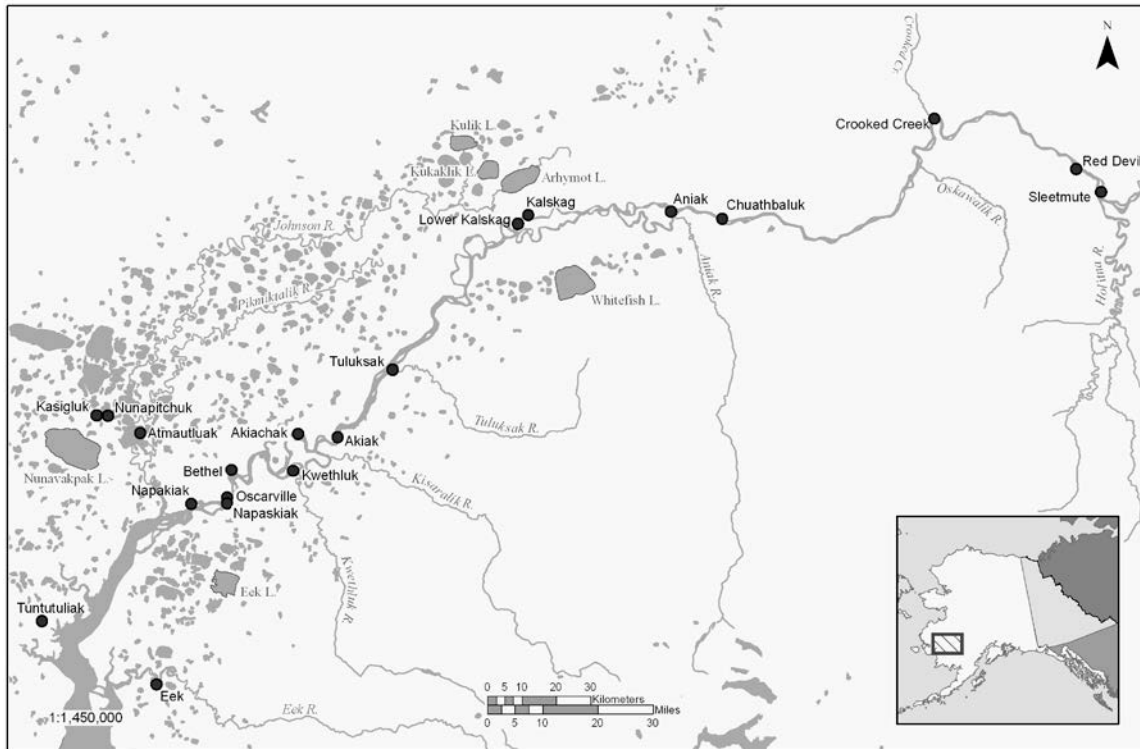 N
Crooked Cr.
Crooked Creek
Kulik L.
Kukaklik L.
Arhymot L.
Red Devi
Sleetmute
Oskawalik R.
Kalskag
Lower Kalskag
Aniak
Chuathbaluk
Johnson R.
Aniak R.
Holitna R.
Whitefish L.
Pikmiktalik R.
Tuluksak
Tuluksak R.
Kasigluk
Nunapitchuk
Atmautluak
Akiachak
Akiak
Nunavakpak L.
Bethel
Kwethluk
Kisaralik R.
Napakiak
Oscarville
Napaskiak
Eek L.
Kwethluk R.
Tuntutuliak
Eek
Eek R.
1:1,450,000
0 5 10 20 30
Kilometers
Miles
0 5 10 20 30